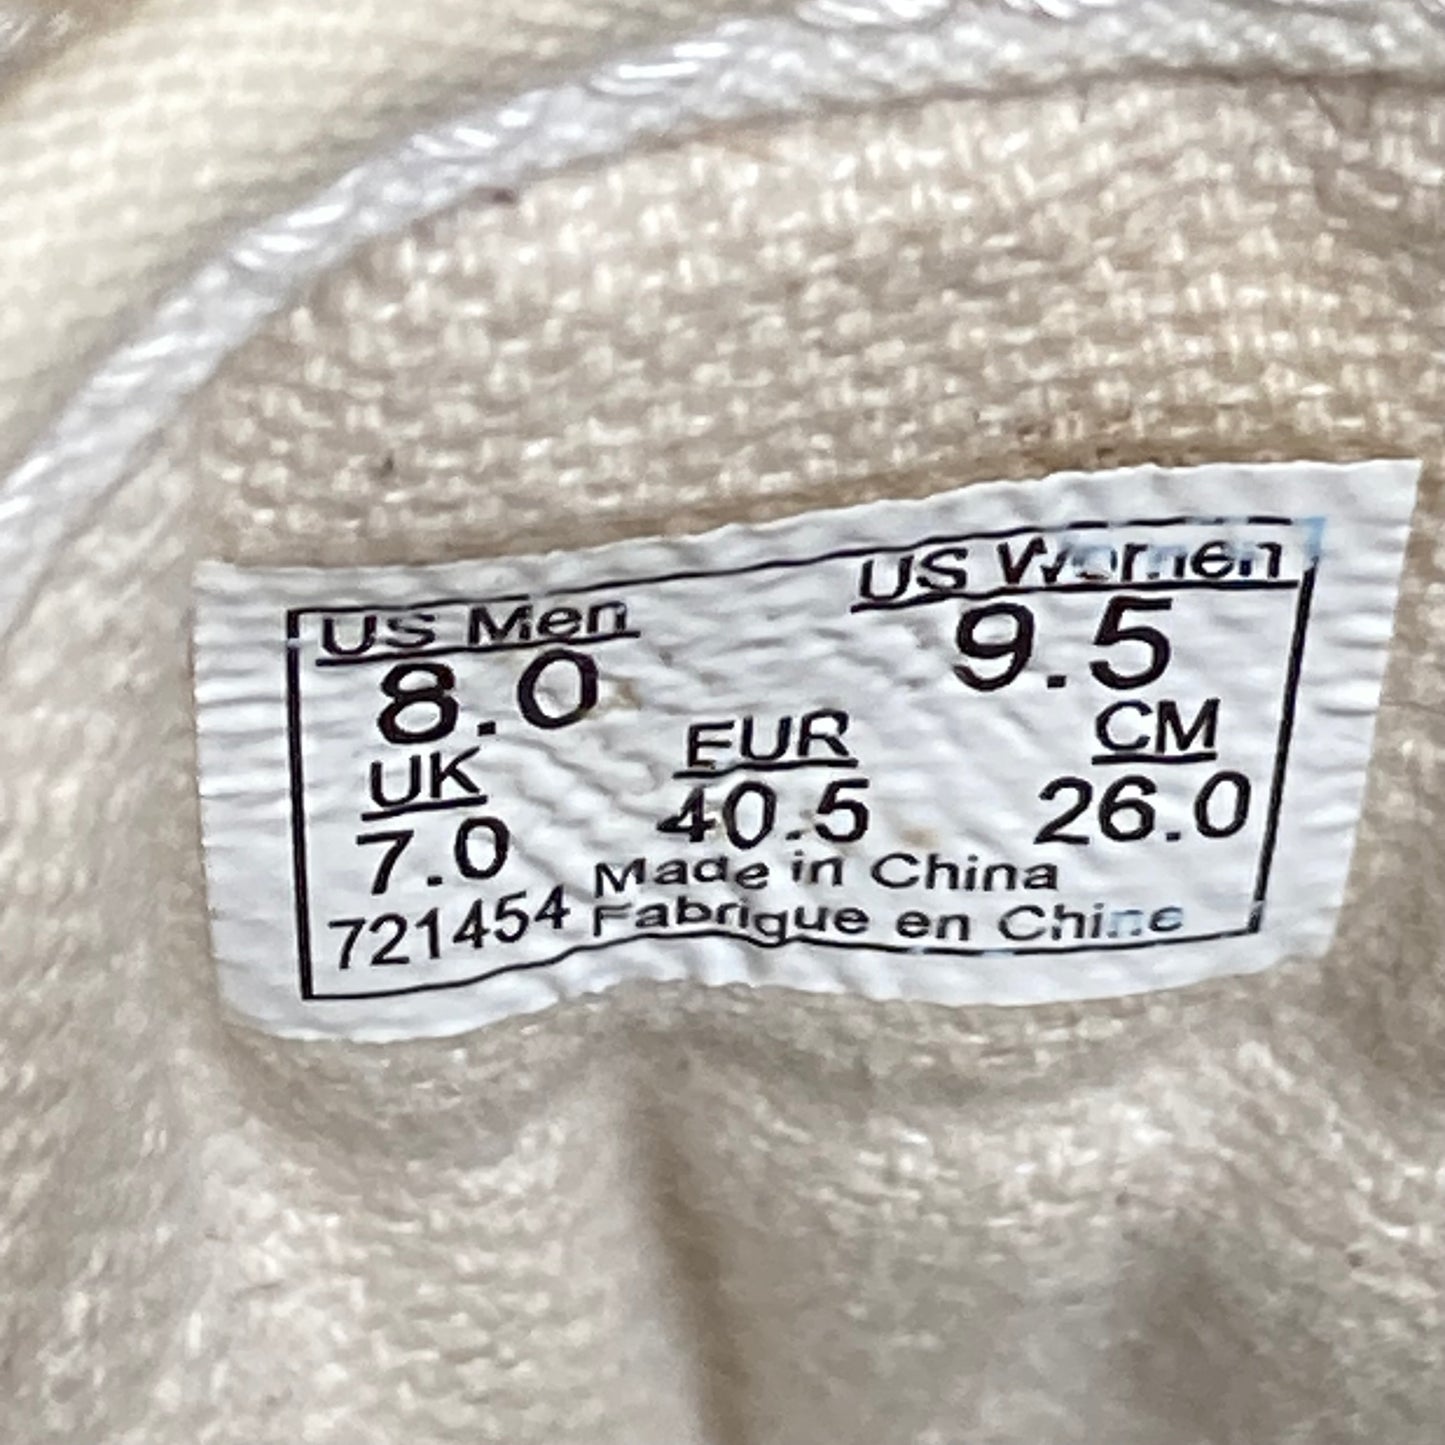 US Men US Women
8.0 9.5
UK EUR CM
7.0 40.5 26.0
Made in China
721454 Fabrique en Chine